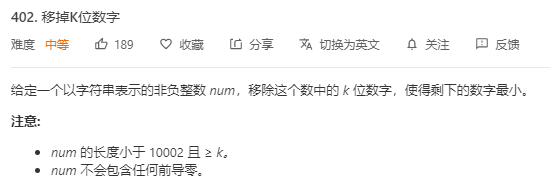 402. 移掉K位数字
难度 中等 189 收藏 分享 切换为英文 关注 反馈
给定一个以字符串表示的非负整数 num，移除这个数中的 k 位数字，使得剩下的数字最小。
注意:
• num 的长度小于 10002 且 ≥ k。
• num 不会包含任何前导零。